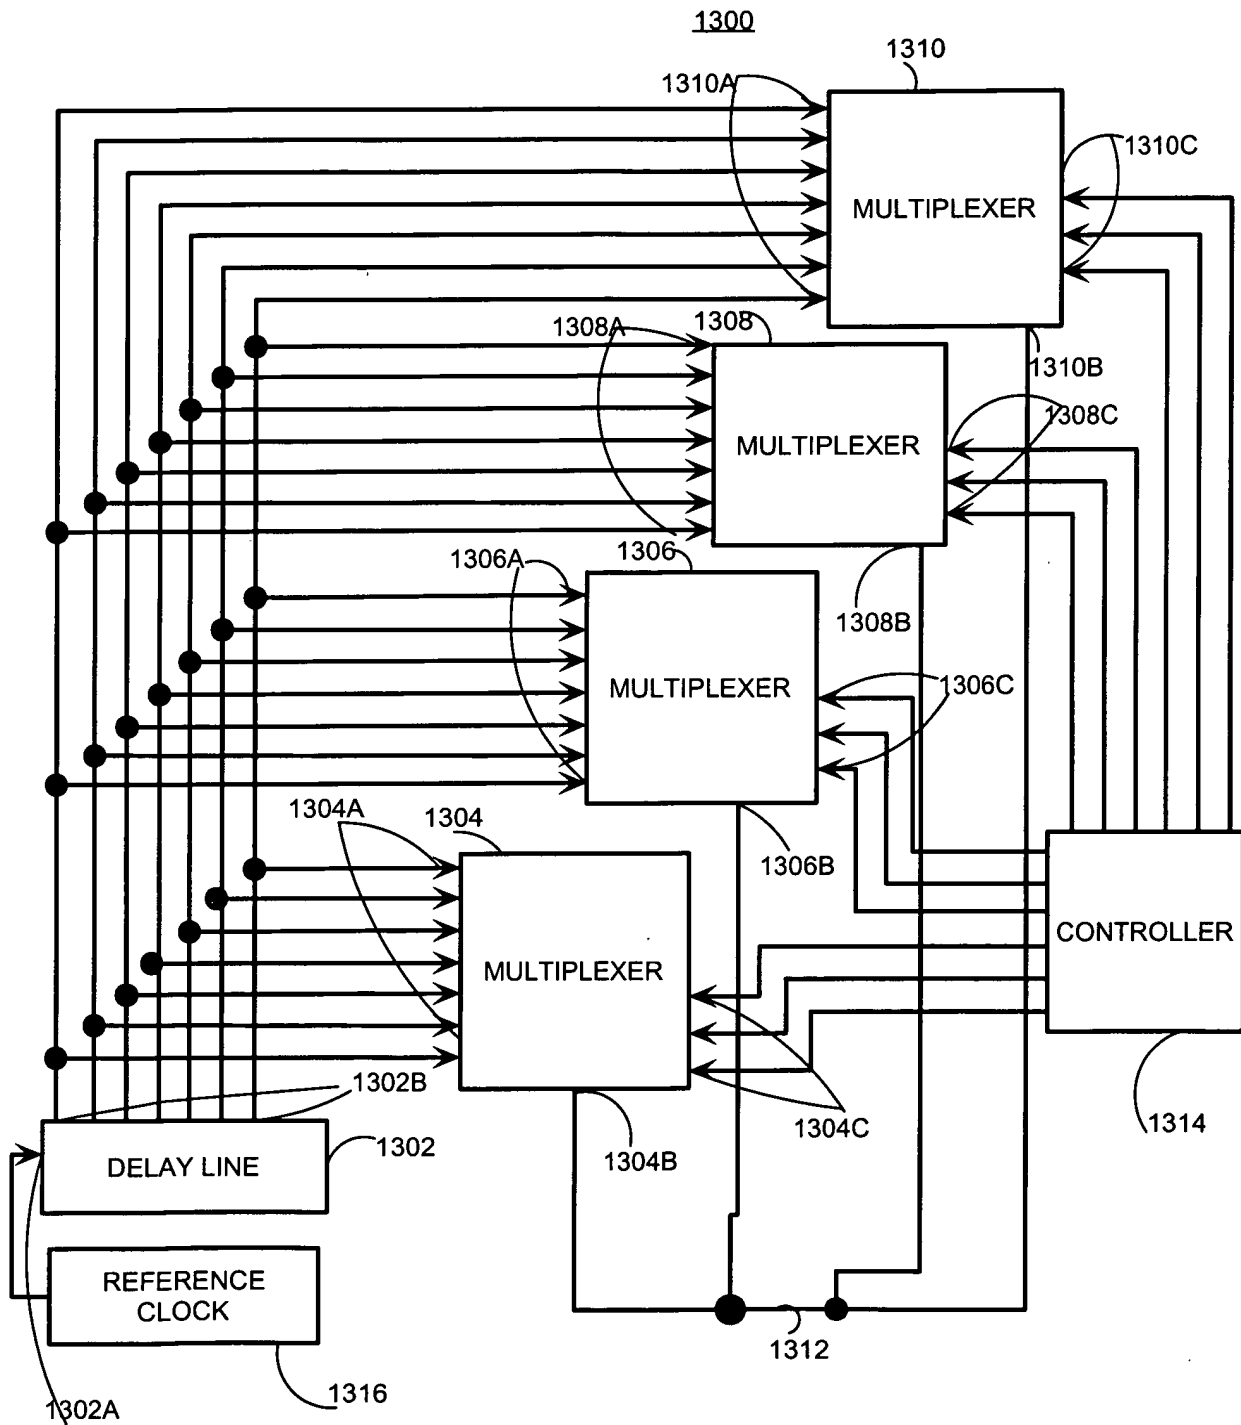 1300
1310
1310A
1310C
MULTIPLEXER
1308A
1308
1310B
1308C
MULTIPLEXER
1306A
1306
1308B
MULTIPLEXER
1306C
1304A
1304
1306B
CONTROLLER
MULTIPLEXER
1302B
1304C
1314
1302
1304B
DELAY LINE
REFERENCE
CLOCK
1312
1316
1302A